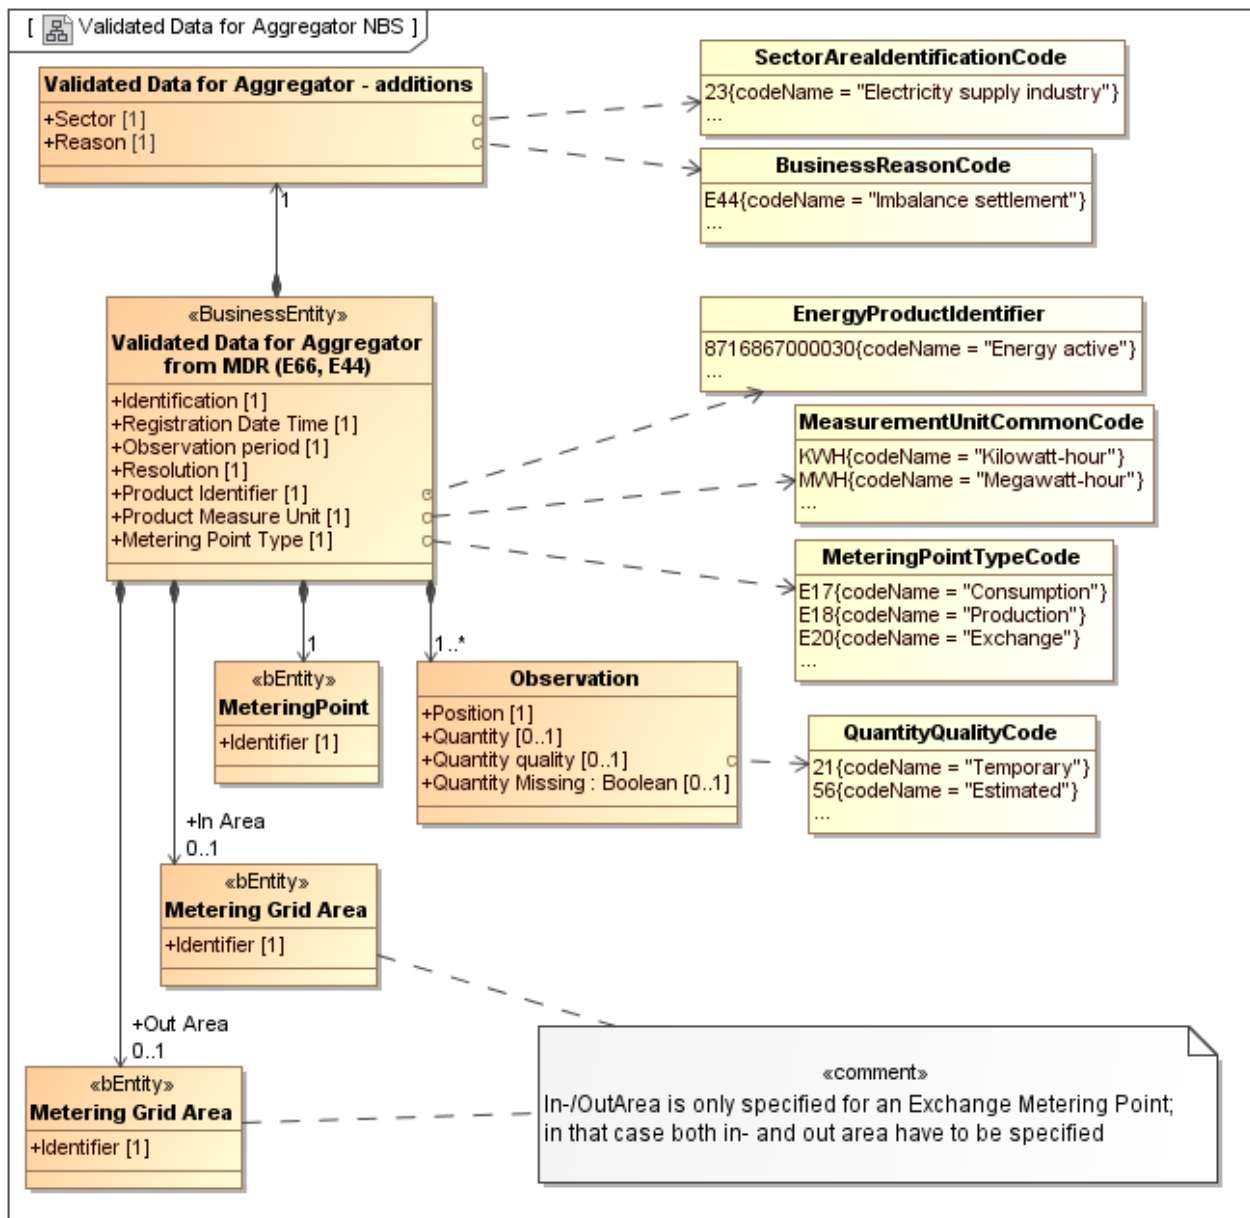 [ Validated Data for Aggregator NBS ]
Validated Data for Aggregator - additions
+Sector [1]
+Reason [1]
SectorAreaIdentificationCode
23{codeName = "Electricity supply industry"}
...
BusinessReasonCode
E44{codeName = "Imbalance settlement"}
...
1
«BusinessEntity»
Validated Data for Aggregator
from MDR (E66, E44)
+Identification [1]
+Registration Date Time [1]
+Observation period [1]
+Resolution [1]
+Product Identifier [1]
+Product Measure Unit [1]
+Metering Point Type [1]
EnergyProductIdentifier
8716867000030{codeName = "Energy active"}
...
MeasurementUnitCommonCode
KWH{codeName = "Kilowatt-hour"}
MWH{codeName = "Megawatt-hour"}
...
MeteringPointTypeCode
E17{codeName = "Consumption"}
E18{codeName = "Production"}
E20{codeName = "Exchange"}
...
1
1..*
«bEntity»
MeteringPoint
+Identifier [1]
Observation
+Position [1]
+Quantity [0..1]
+Quantity quality [0..1]
+Quantity Missing : Boolean [0..1]
QuantityQualityCode
21{codeName = "Temporary"}
56{codeName = "Estimated"}
...
+In Area
0..1
«bEntity»
Metering Grid Area
+Identifier [1]
+Out Area
0..1
«bEntity»
Metering Grid Area
+Identifier [1]
«comment»
In-/OutArea is only specified for an Exchange Metering Point;
in that case both in- and out area have to be specified